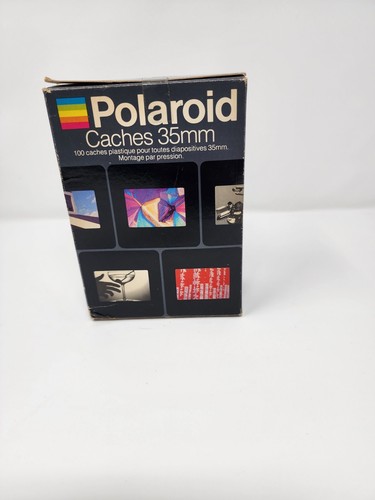 Polaroid
Caches 35mm
100 caches plastique pour toutes diapositives 35mm.
Montage par pression.